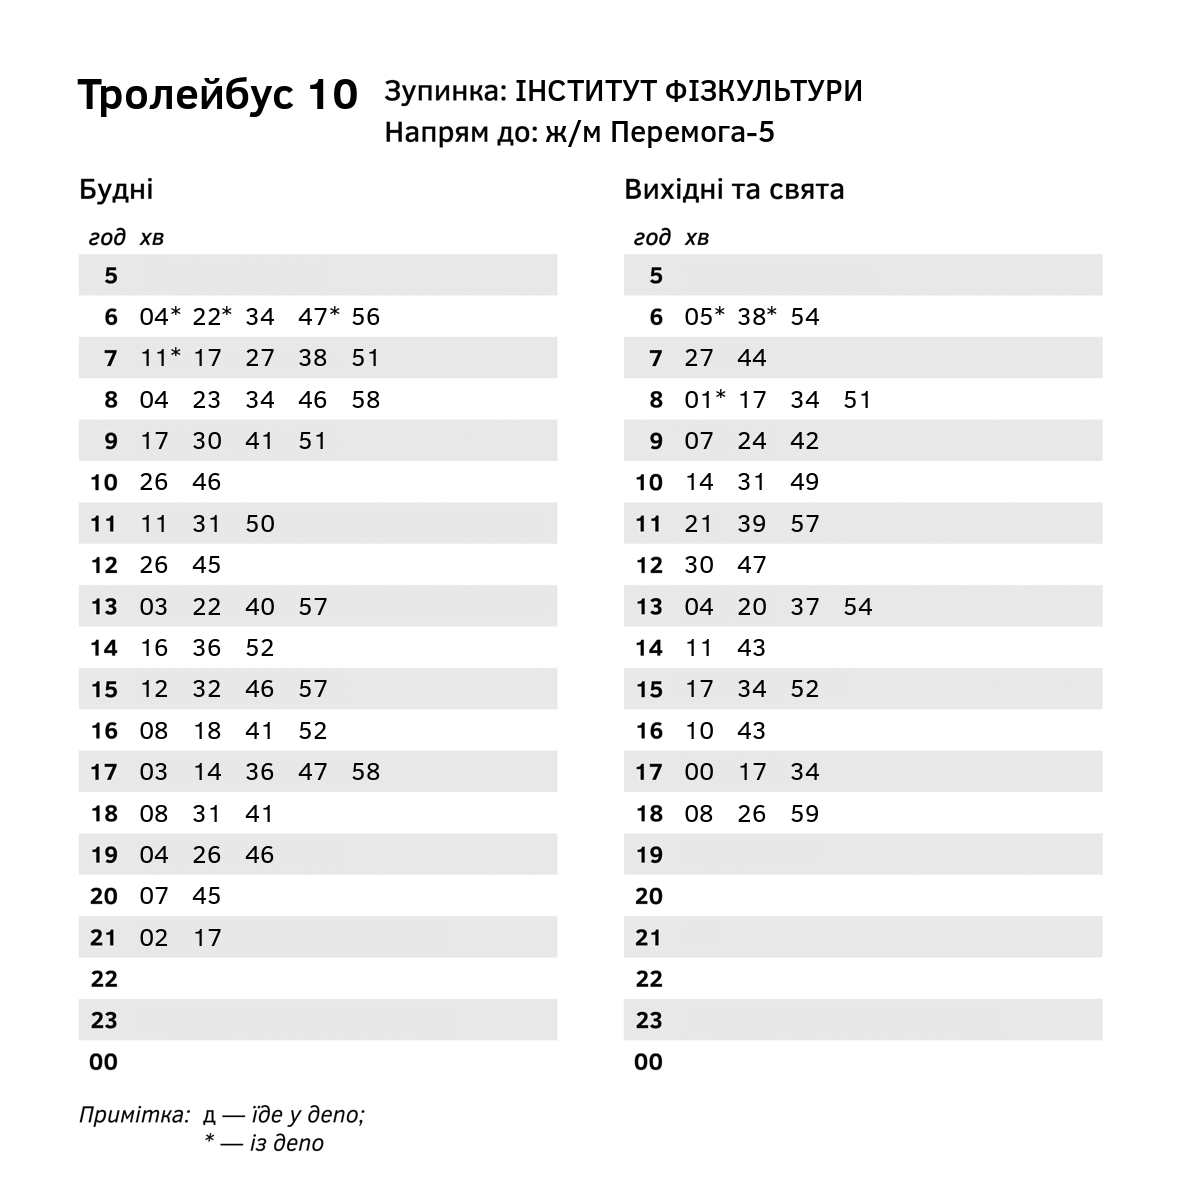 Тролейбус 10
Зупинка: ІНСТИТУТ ФІЗКУЛЬТУРИ
Напрям до: ж/м Перемога-5
Будні
год хв
5
6 04* 22* 34 47* 56
7 11* 17 27 38 51
8 04 23 34 46 58
9 17 30 41 51
10 26 46
11 11 31 50
12 26 45
13 03 22 40 57
14 16 36 52
15 12 32 46 57
16 08 18 41 52
17 03 14 36 47 58
18 08 31 41
19 04 26 46
20 07 45
21 02 17
22
23
00
Вихідні та свята
год хв
5
6 05* 38* 54
7 27 44
8 01* 17 34 51
9 07 24 42
10 14 31 49
11 21 39 57
12 30 47
13 04 20 37 54
14 11 43
15 17 34 52
16 10 43
17 00 17 34
18 08 26 59
19
20
21
22
23
00
Примітка: д — їде у депо;
* — із депо